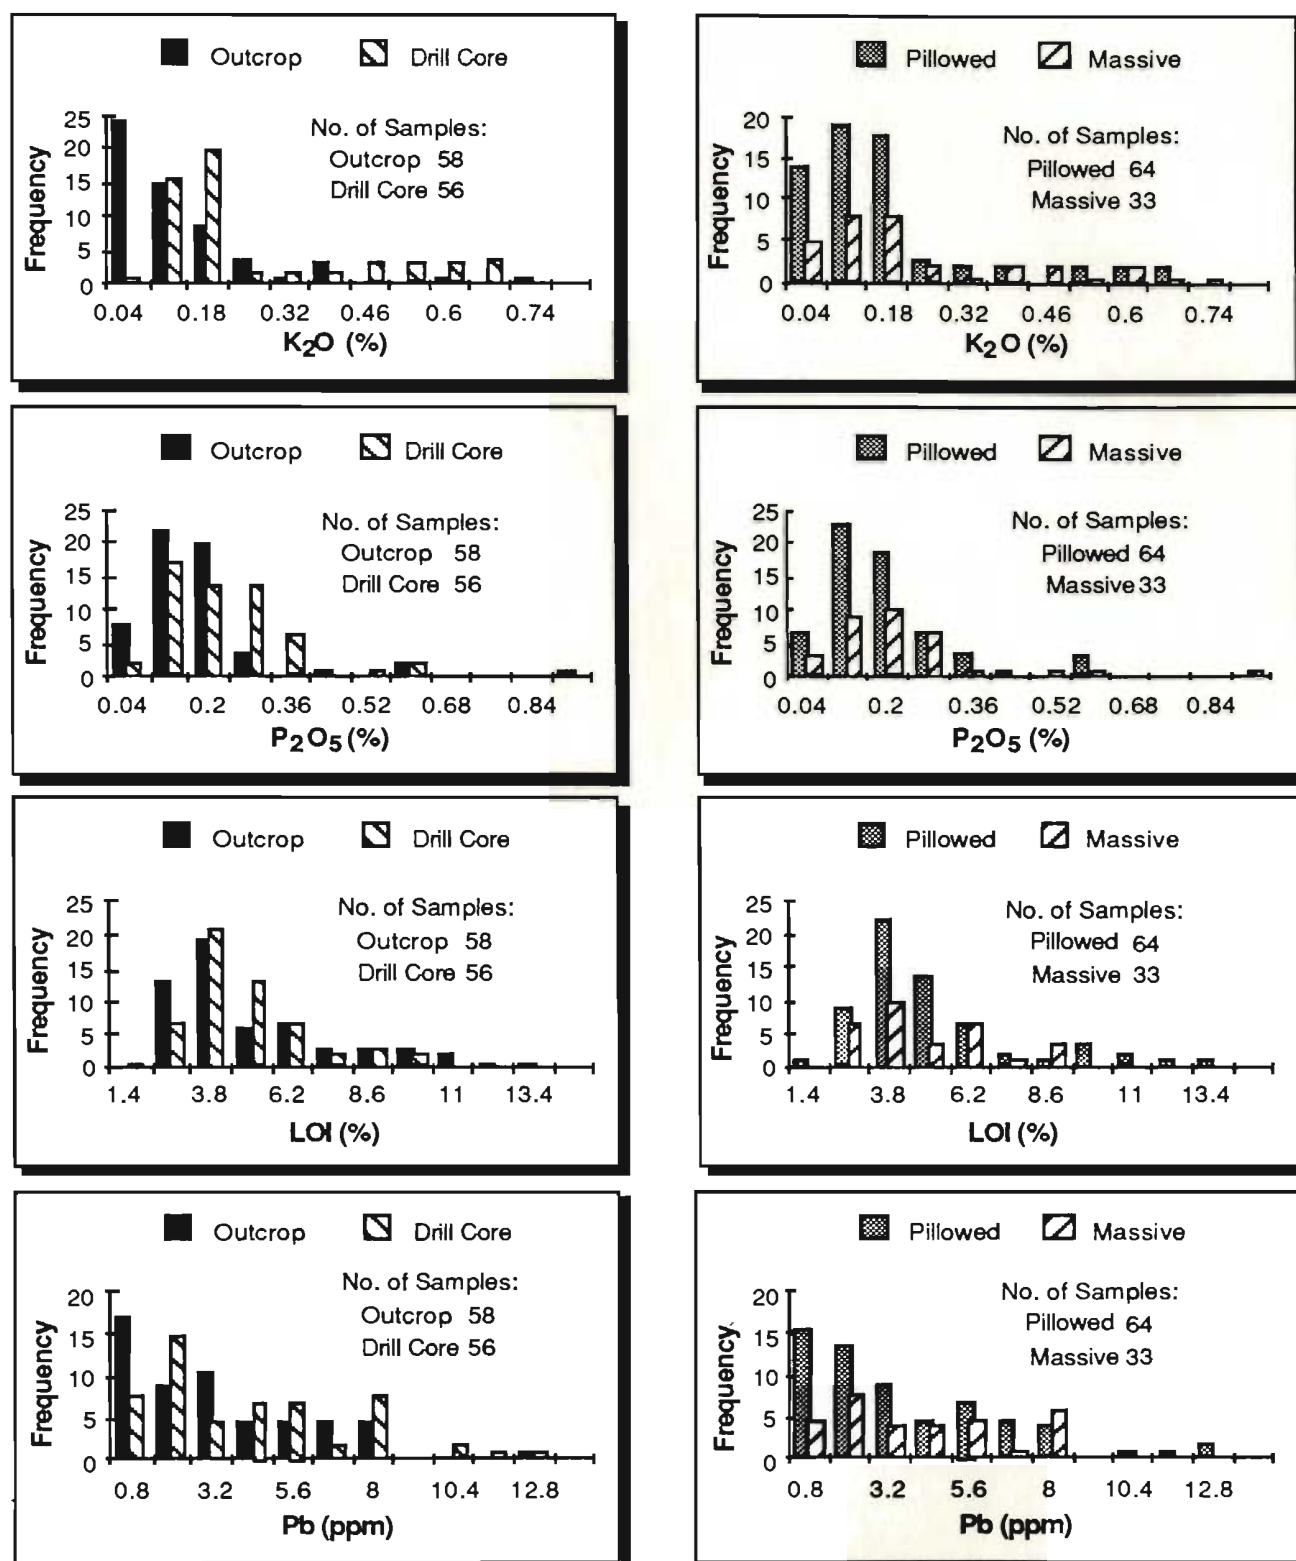 Outcrop Drill Core
25
20
15
10
5
0
Frequency
No. of Samples:
Outcrop 58
Drill Core 56
0.04 0.18 0.32 0.46 0.6 0.74
K2O (%)
Pillowed Massive
20
15
10
5
0
Frequency
No. of Samples:
Pillowed 64
Massive 33
0.04 0.18 0.32 0.46 0.6 0.74
K2O (%)
Outcrop Drill Core
25
20
15
10
5
0
Frequency
No. of Samples:
Outcrop 58
Drill Core 56
0.04 0.2 0.36 0.52 0.68 0.84
P2O5 (%)
Pillowed Massive
25
20
15
10
5
0
Frequency
No. of Samples:
Pillowed 64
Massive 33
0.04 0.2 0.36 0.52 0.68 0.84
P2O5 (%)
Outcrop Drill Core
25
20
15
10
5
0
Frequency
No. of Samples:
Outcrop 58
Drill Core 56
1.4 3.8 6.2 8.6 11 13.4
LOI (%)
Pillowed Massive
25
20
15
10
5
0
Frequency
No. of Samples:
Pillowed 64
Massive 33
1.4 3.8 6.2 8.6 11 13.4
LOI (%)
Outcrop Drill Core
20
15
10
5
0
Frequency
No. of Samples:
Outcrop 58
Drill Core 56
0.8 3.2 5.6 8 10.4 12.8
Pb (ppm)
Pillowed Massive
20
15
10
5
0
Frequency
No. of Samples:
Pillowed 64
Massive 33
0.8 3.2 5.6 8 10.4 12.8
Pb (ppm)